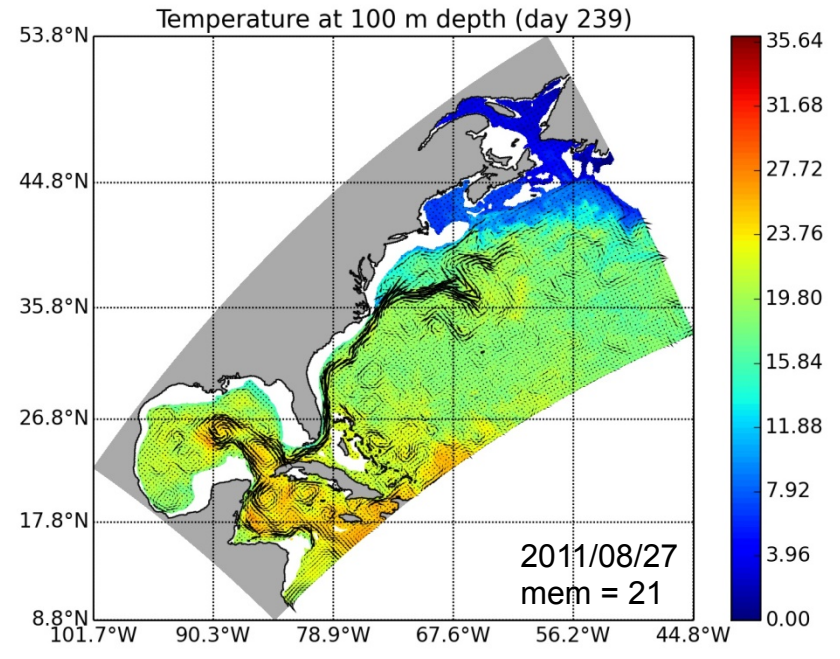 Temperature at 100 m depth (day 239)
53.8°N
44.8°N
35.8°N
26.8°N
17.8°N
8.8°N
101.7°W 90.3°W 78.9°W 67.6°W 56.2°W 44.8°W
2011/08/27
mem = 21
35.64
31.68
27.72
23.76
19.80
15.84
11.88
7.92
3.96
0.00